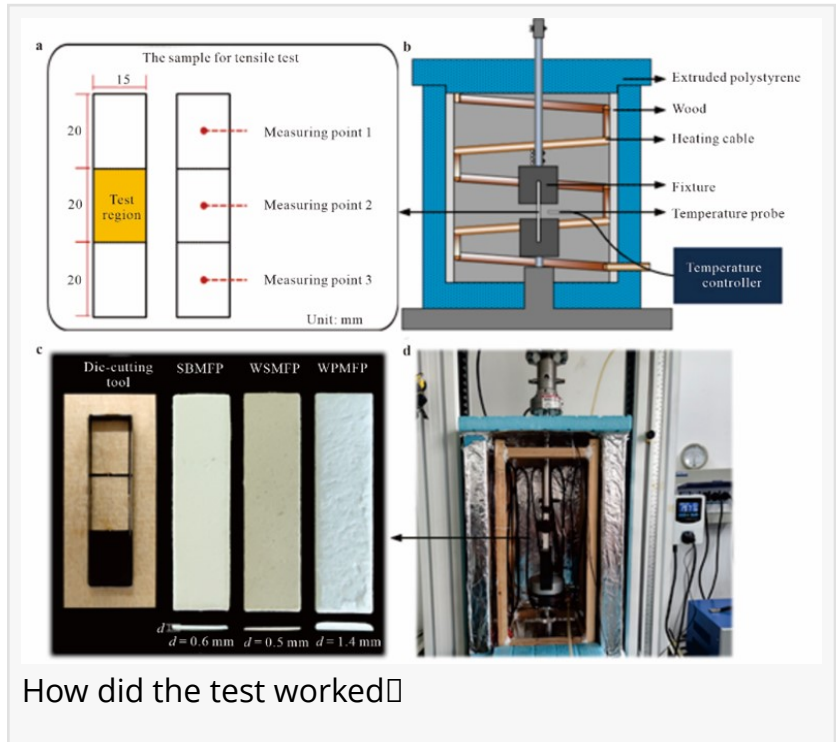 a
The sample for tensile test
15
20
20
20
Test
region
Measuring point 1
Measuring point 2
Measuring point 3
Unit: mm
b
Extruded polystyrene
Wood
Heating cable
Fixture
Temperature probe
Temperature
controller
c
Die-cutting
tool
SBMFP
WSMFP
WPMFP
d
d = 0.6 mm
d = 0.5 mm
d = 1.4 mm
d
How did the test worked